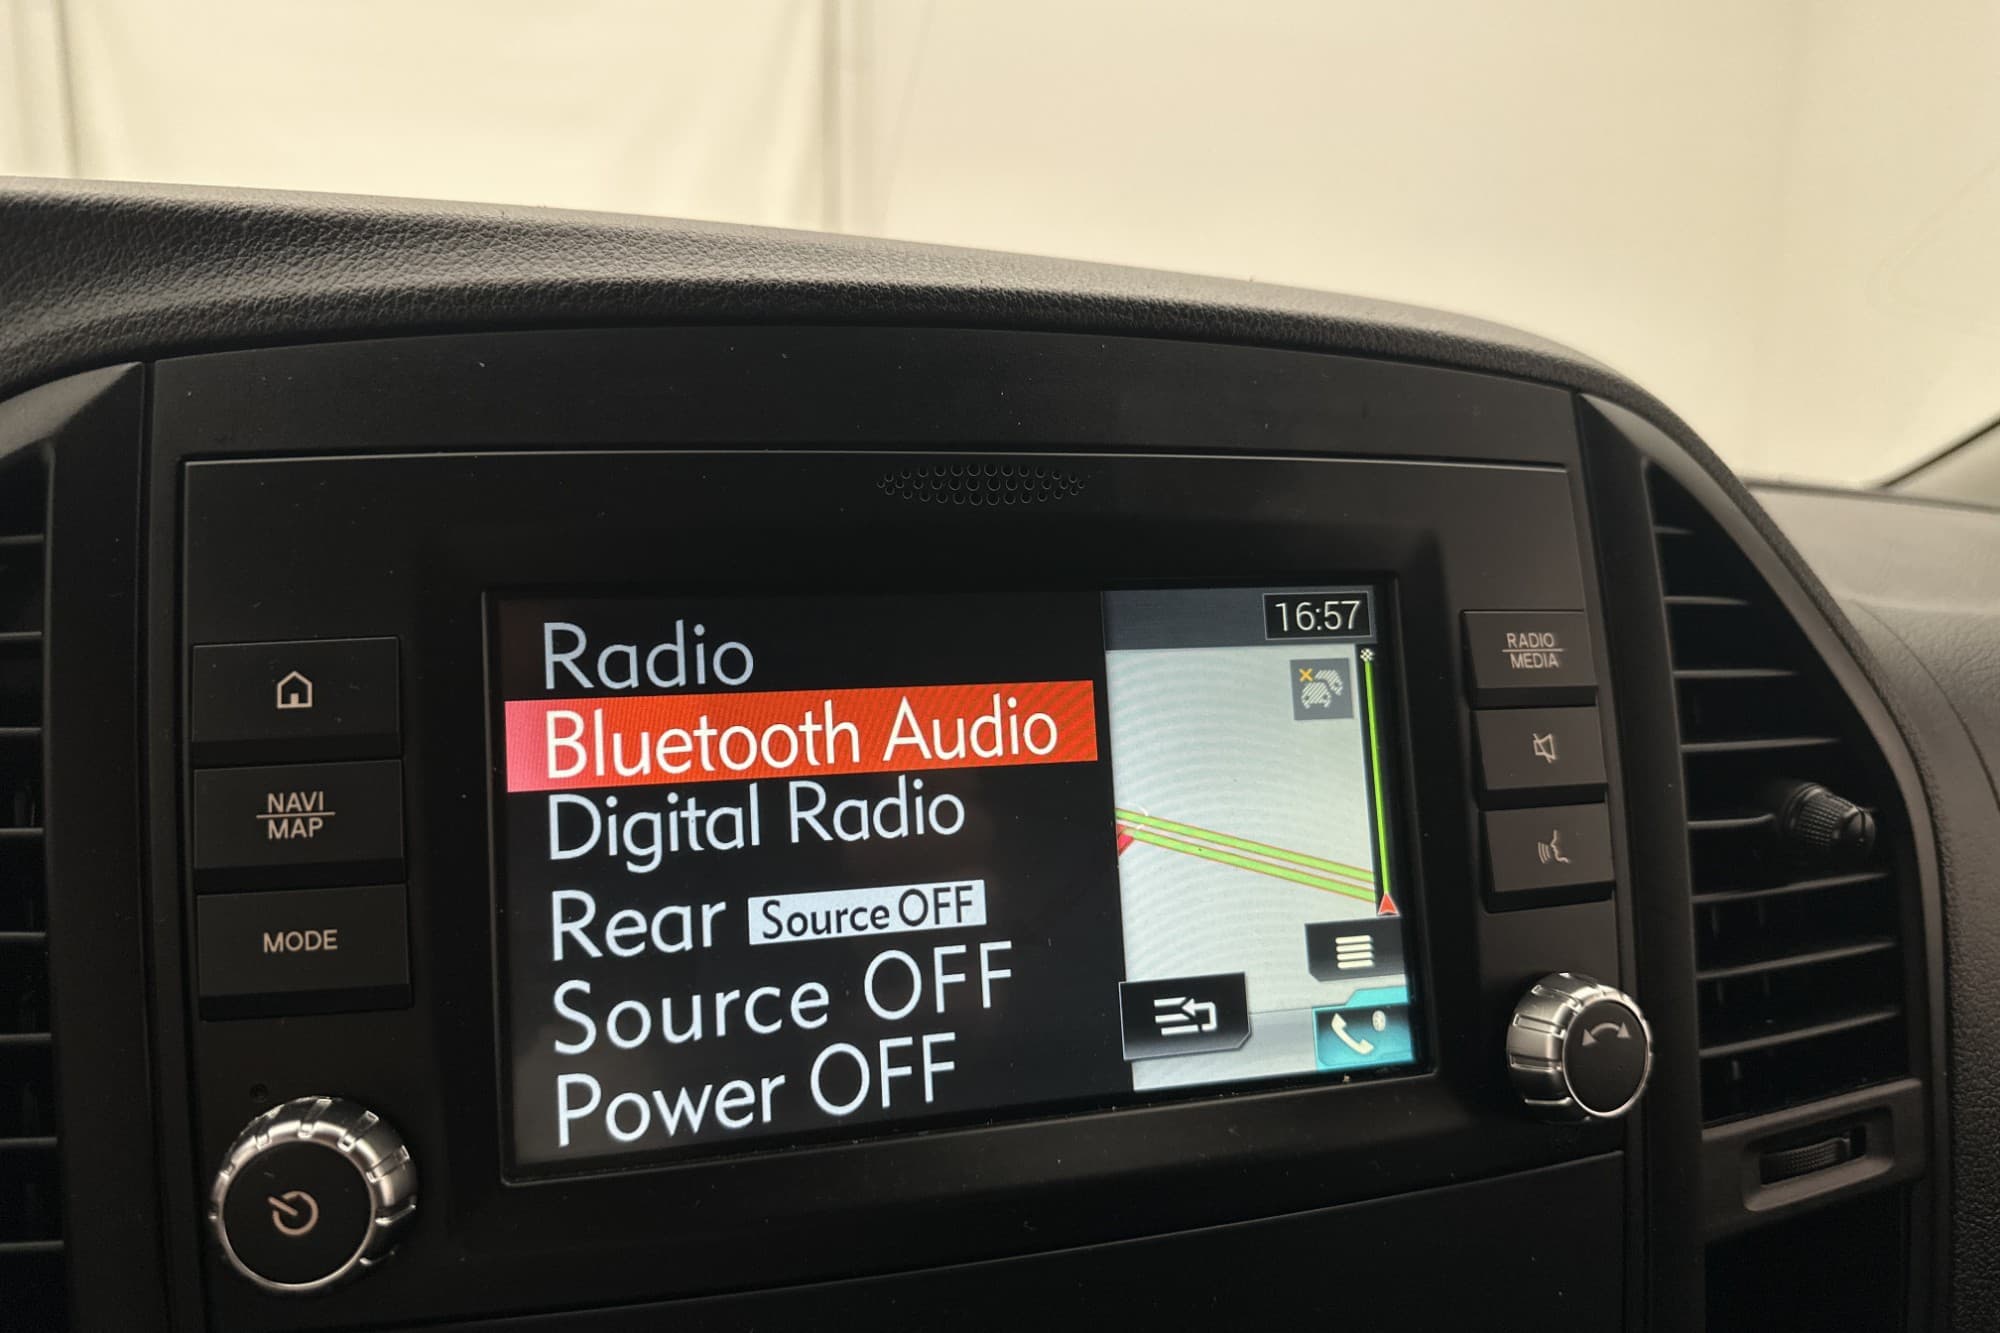 Radio
Bluetooth Audio
Digital Radio
Rear Source OFF
Source OFF
Power OFF
16:57
NAVI
MAP
MODE
RADIO
MEDIA